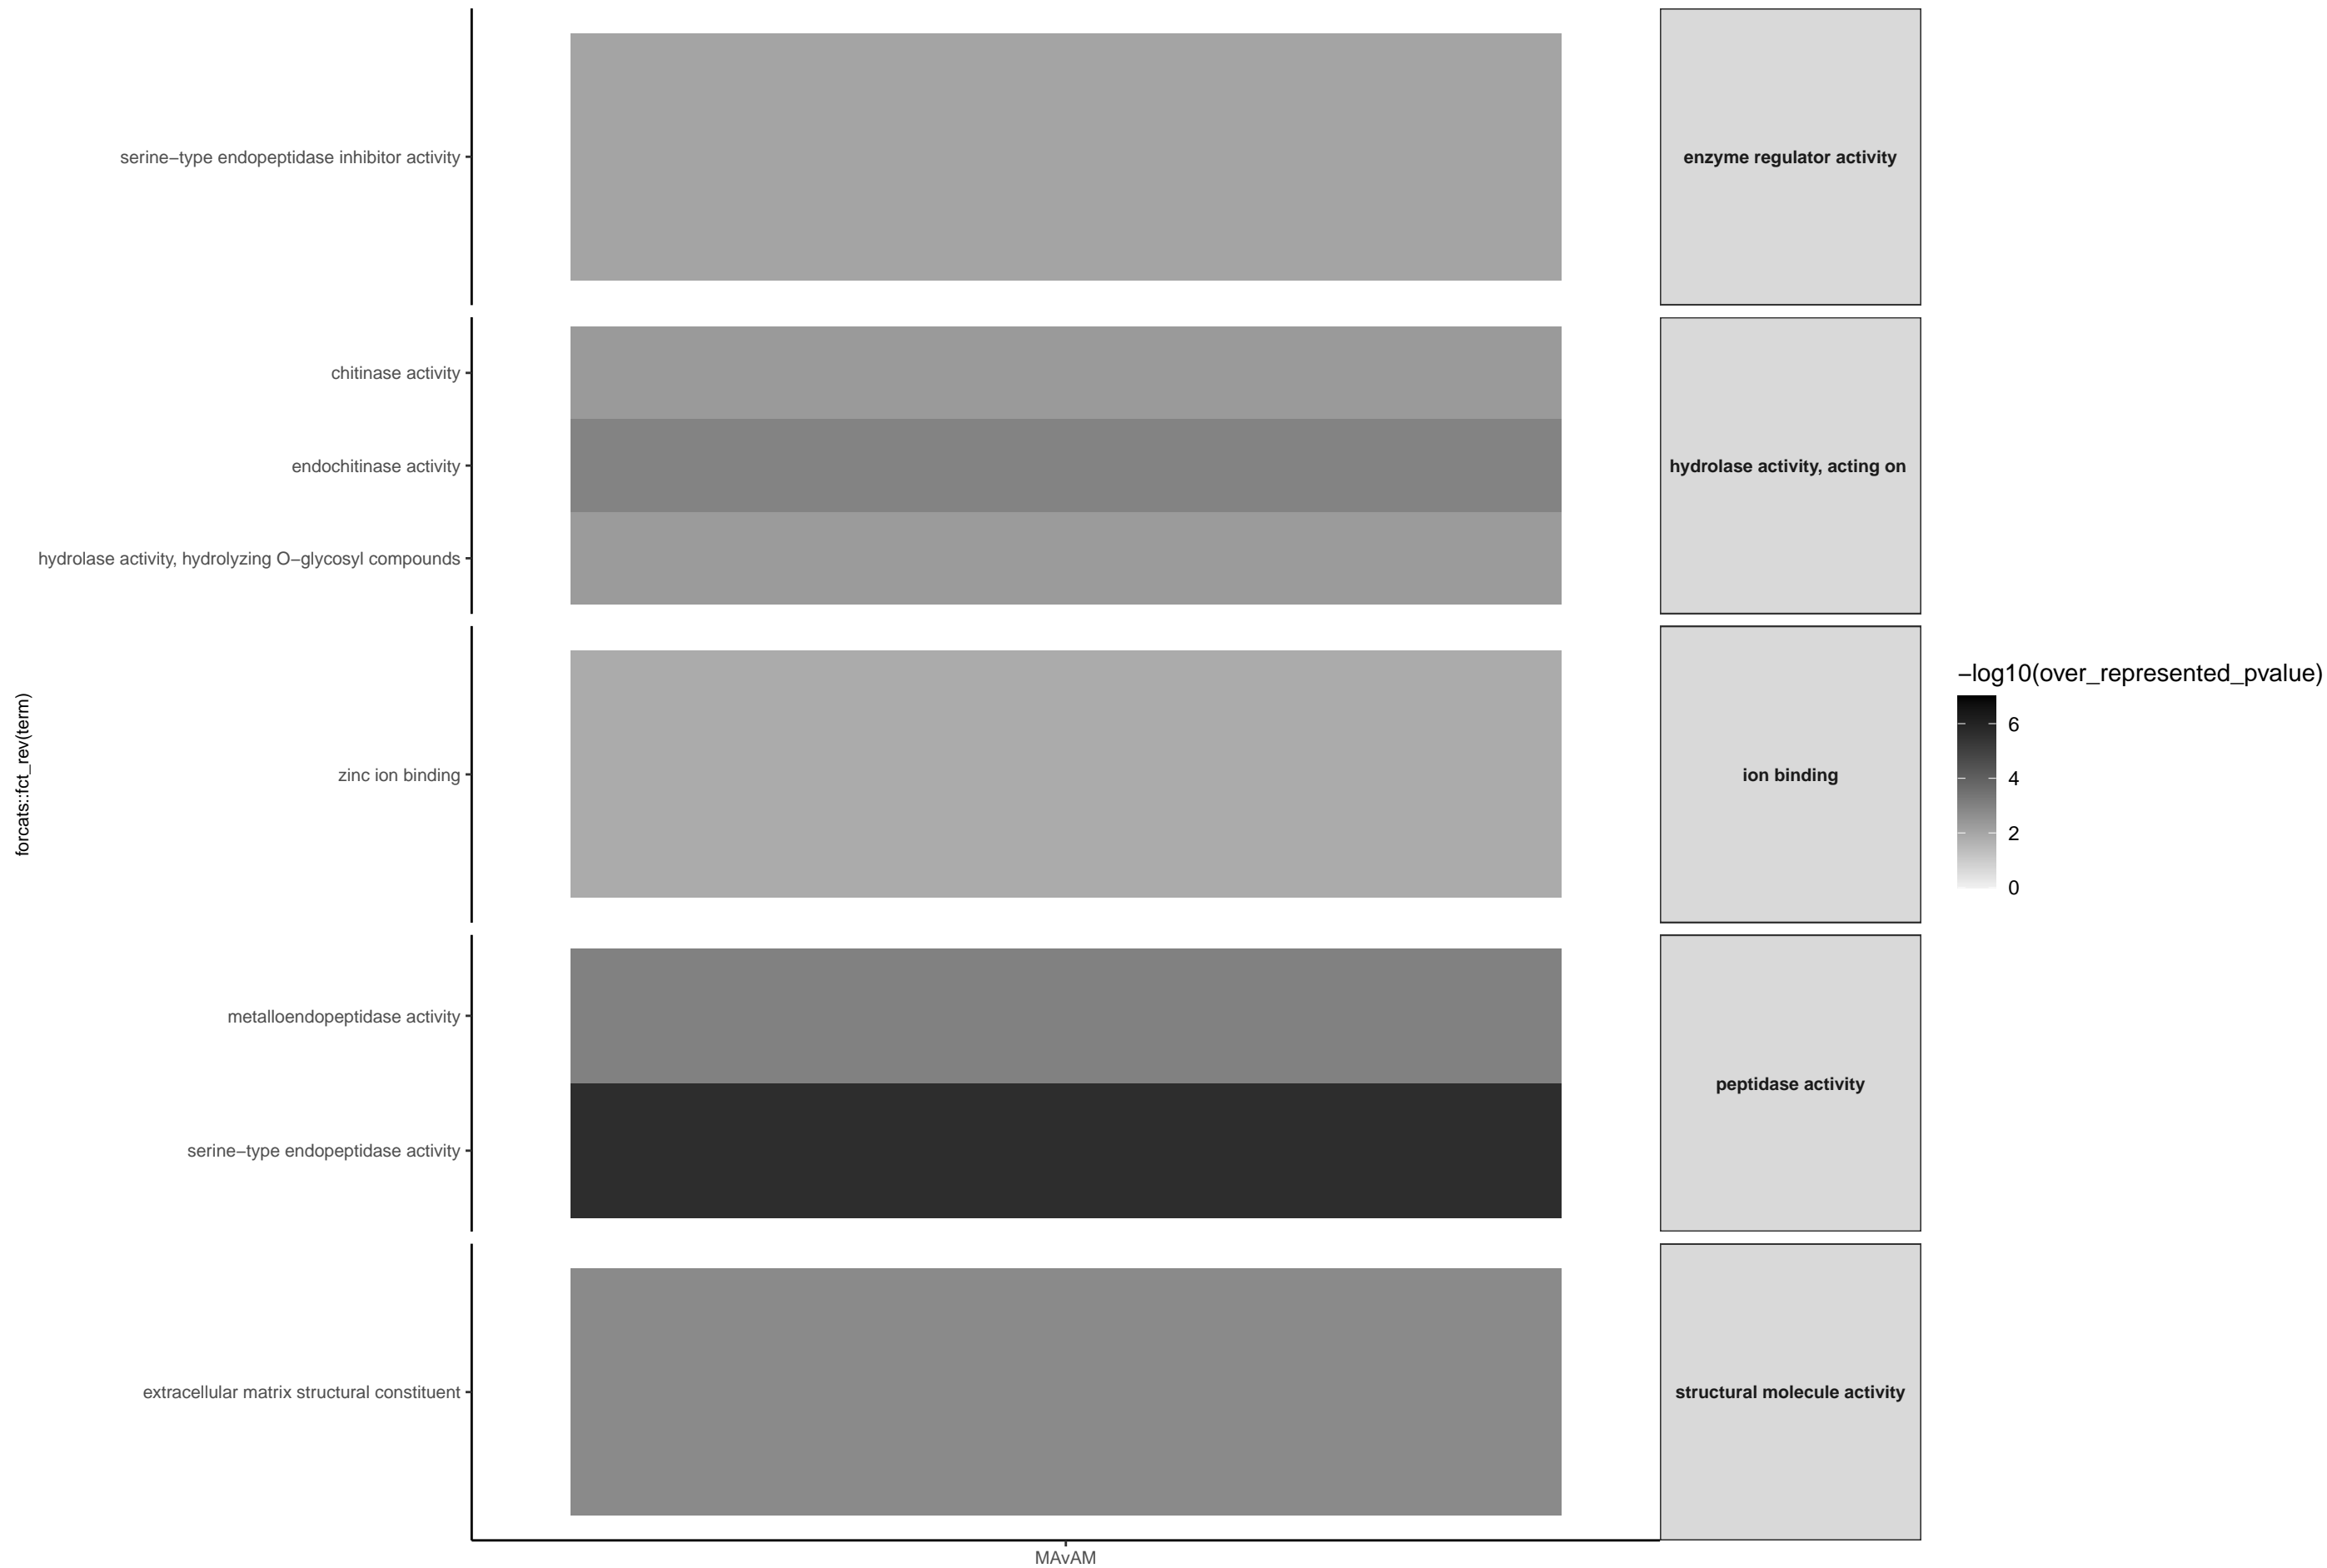 serine−type endopeptidase inhibitor activity
enzyme regulator activity
chitinase activity
endochitinase activity
hydrolase activity, hydrolyzing O−glycosyl compounds
hydrolase activity, acting on
zinc ion binding
ion binding
metalloendopeptidase activity
serine−type endopeptidase activity
peptidase activity
extracellular matrix structural constituent
structural molecule activity
forcats::fct_rev(term)
MAvAM
−log10(over_represented_pvalue)
6
4
2
0